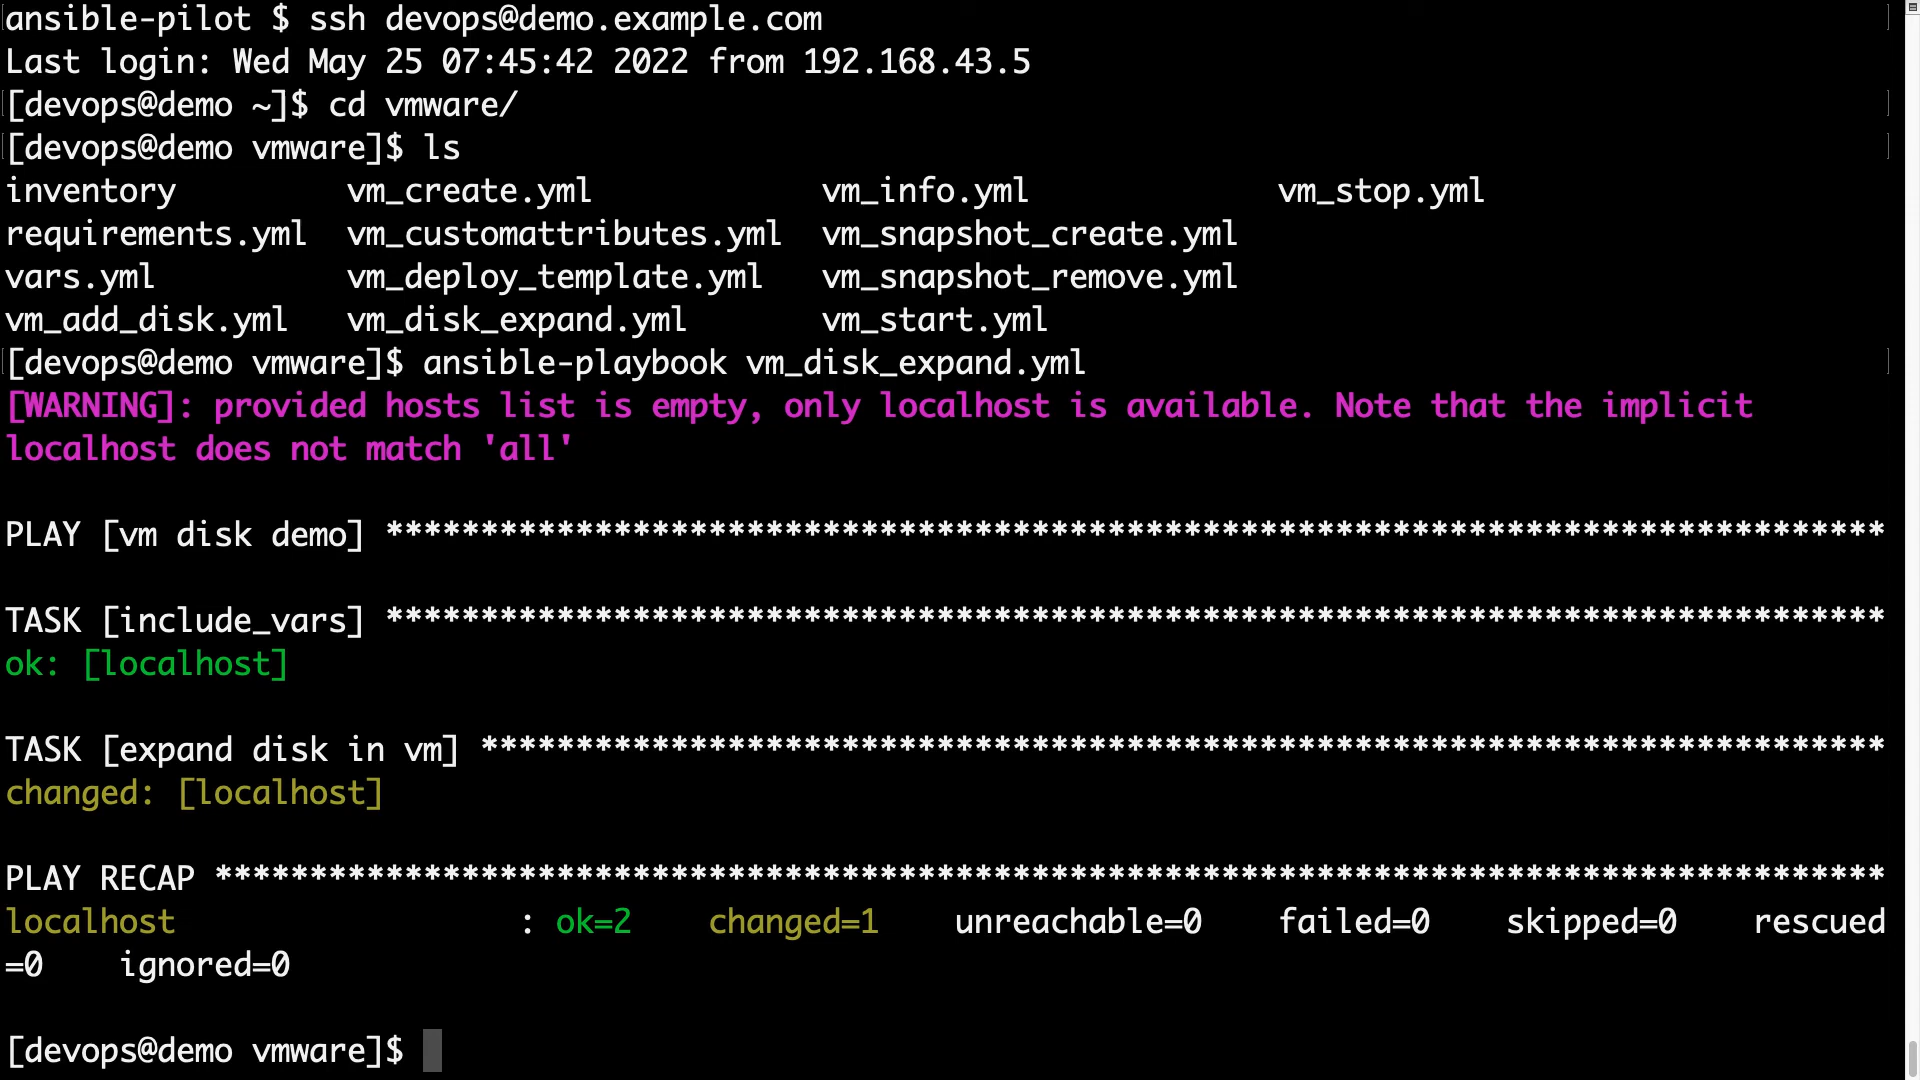 ansible-pilot $ ssh devops@demo.example.com
Last login: Wed May 25 07:45:42 2022 from 192.168.43.5
[devops@demo ~]$ cd vmware/
[devops@demo vmware]$ ls
inventory         vm_create.yml            vm_info.yml             vm_stop.yml
requirements.yml  vm_customattributes.yml  vm_snapshot_create.yml
vars.yml          vm_deploy_template.yml   vm_snapshot_remove.yml
vm_add_disk.yml   vm_disk_expand.yml       vm_start.yml
[devops@demo vmware]$ ansible-playbook vm_disk_expand.yml
[WARNING]: provided hosts list is empty, only localhost is available. Note that the implicit
localhost does not match 'all'
PLAY [vm disk demo] *******************************************************************************
TASK [include_vars] *******************************************************************************
ok: [localhost]
TASK [expand disk in vm] **************************************************************************
changed: [localhost]
PLAY RECAP ****************************************************************************************
localhost                  : ok=2    changed=1    unreachable=0    failed=0    skipped=0    rescued
=0    ignored=0
[devops@demo vmware]$